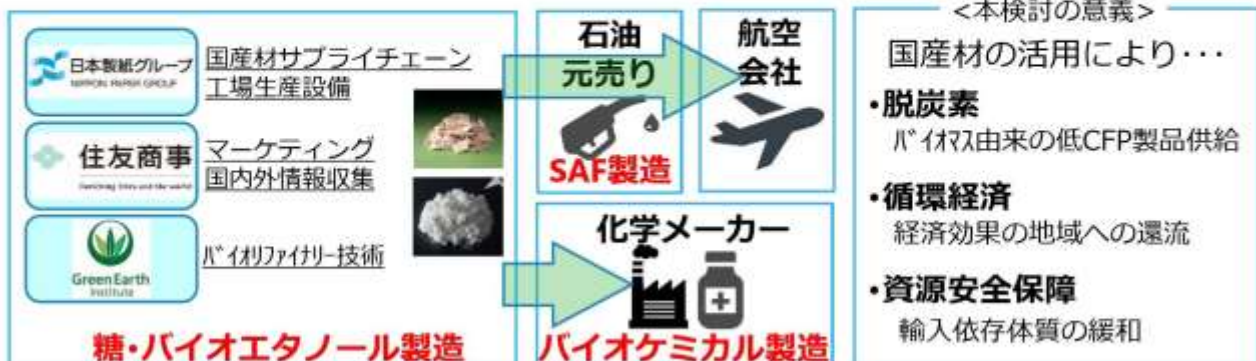 日本製紙グループ
NIPPON PAPER GROUP
国産材サプライチェーン
工場生産設備
住友商事
Enriching lives and the world
マーケティング
国内外情報収集
Green Earth
Institute
バイオリファイナリー技術
糖・バイオエタノール製造
石油
元売り
SAF製造
航空
会社
化学メーカー
バイオケミカル製造
<本検討の意義>
国産材の活用により・・・
・脱炭素
バイオマス由来の低CFP製品供給
・循環経済
経済効果の地域への還流
・資源安全保障
輸入依存体質の緩和